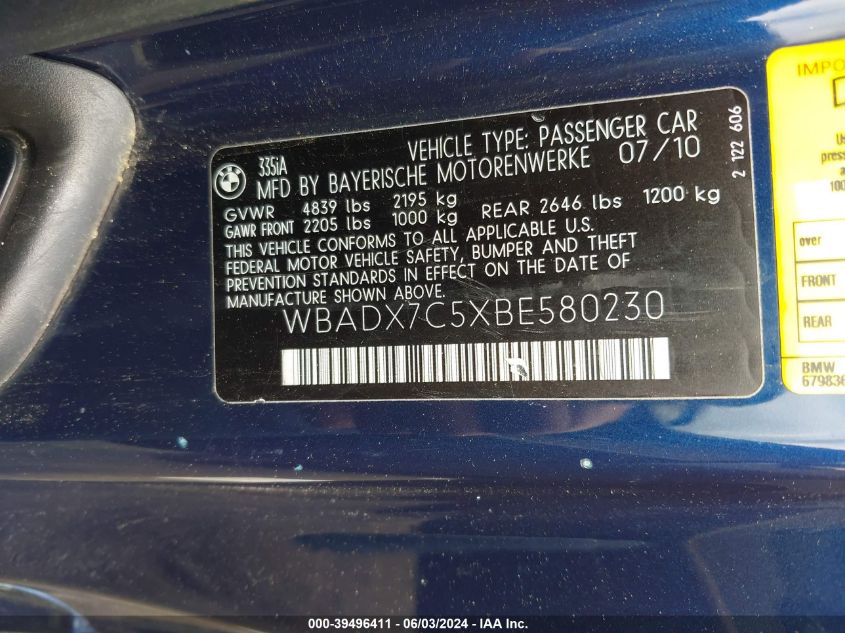 335iA VEHICLE TYPE: PASSENGER CAR
MFD BY BAYERISCHE MOTORENWERKE 07/10
GVWR 4839 lbs 2195 kg
GAWR FRONT 2205 lbs 1000 kg REAR 2646 lbs 1200 kg
THIS VEHICLE CONFORMS TO ALL APPLICABLE
FEDERAL MOTOR VEHICLE SAFETY, BUMPER AND THEFT
PREVENTION STANDARDS IN EFFECT ON THE DATE OF
MANUFACTURE SHOWN ABOVE.
WBADX7C5XBE580230
2 122 606
over
FRONT
REAR
BMW
000-39496411 - 06/03/2024 - IAA Inc.